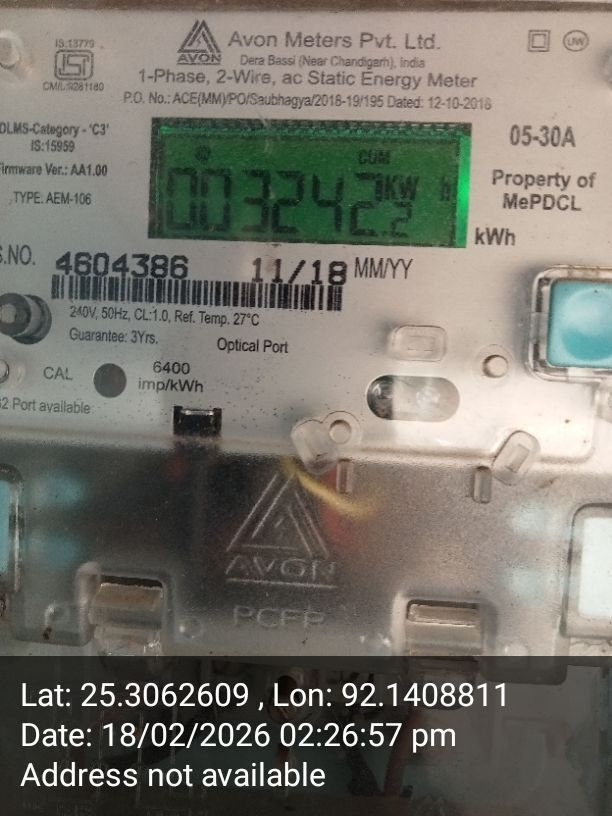 IS:13779
CM/L:9281180
AVON
Avon Meters Pvt. Ltd.
Dera Bassi (Near Chandigarh), India
1-Phase, 2-Wire, ac Static Energy Meter
P.O. No.: ACE(MM)/PO/Saubhagya/2018-19/195 Dated: 12-10-2018
DLMS-Category - 'C3'
IS:15959
Firmware Ver.: AA1.00
TYPE: AEM-106
CUM
003242.2 KW h
kWh
05-30A
Property of
MePDCL
S.NO. 4604386 11/18 MM/YY
240V, 50Hz, CL:1.0, Ref. Temp. 27°C
Guarantee: 3Yrs.
Optical Port
CAL
6400
imp/kWh
Port available
AVON
Lat: 25.3062609 , Lon: 92.1408811
Date: 18/02/2026 02:26:57 pm
Address not available